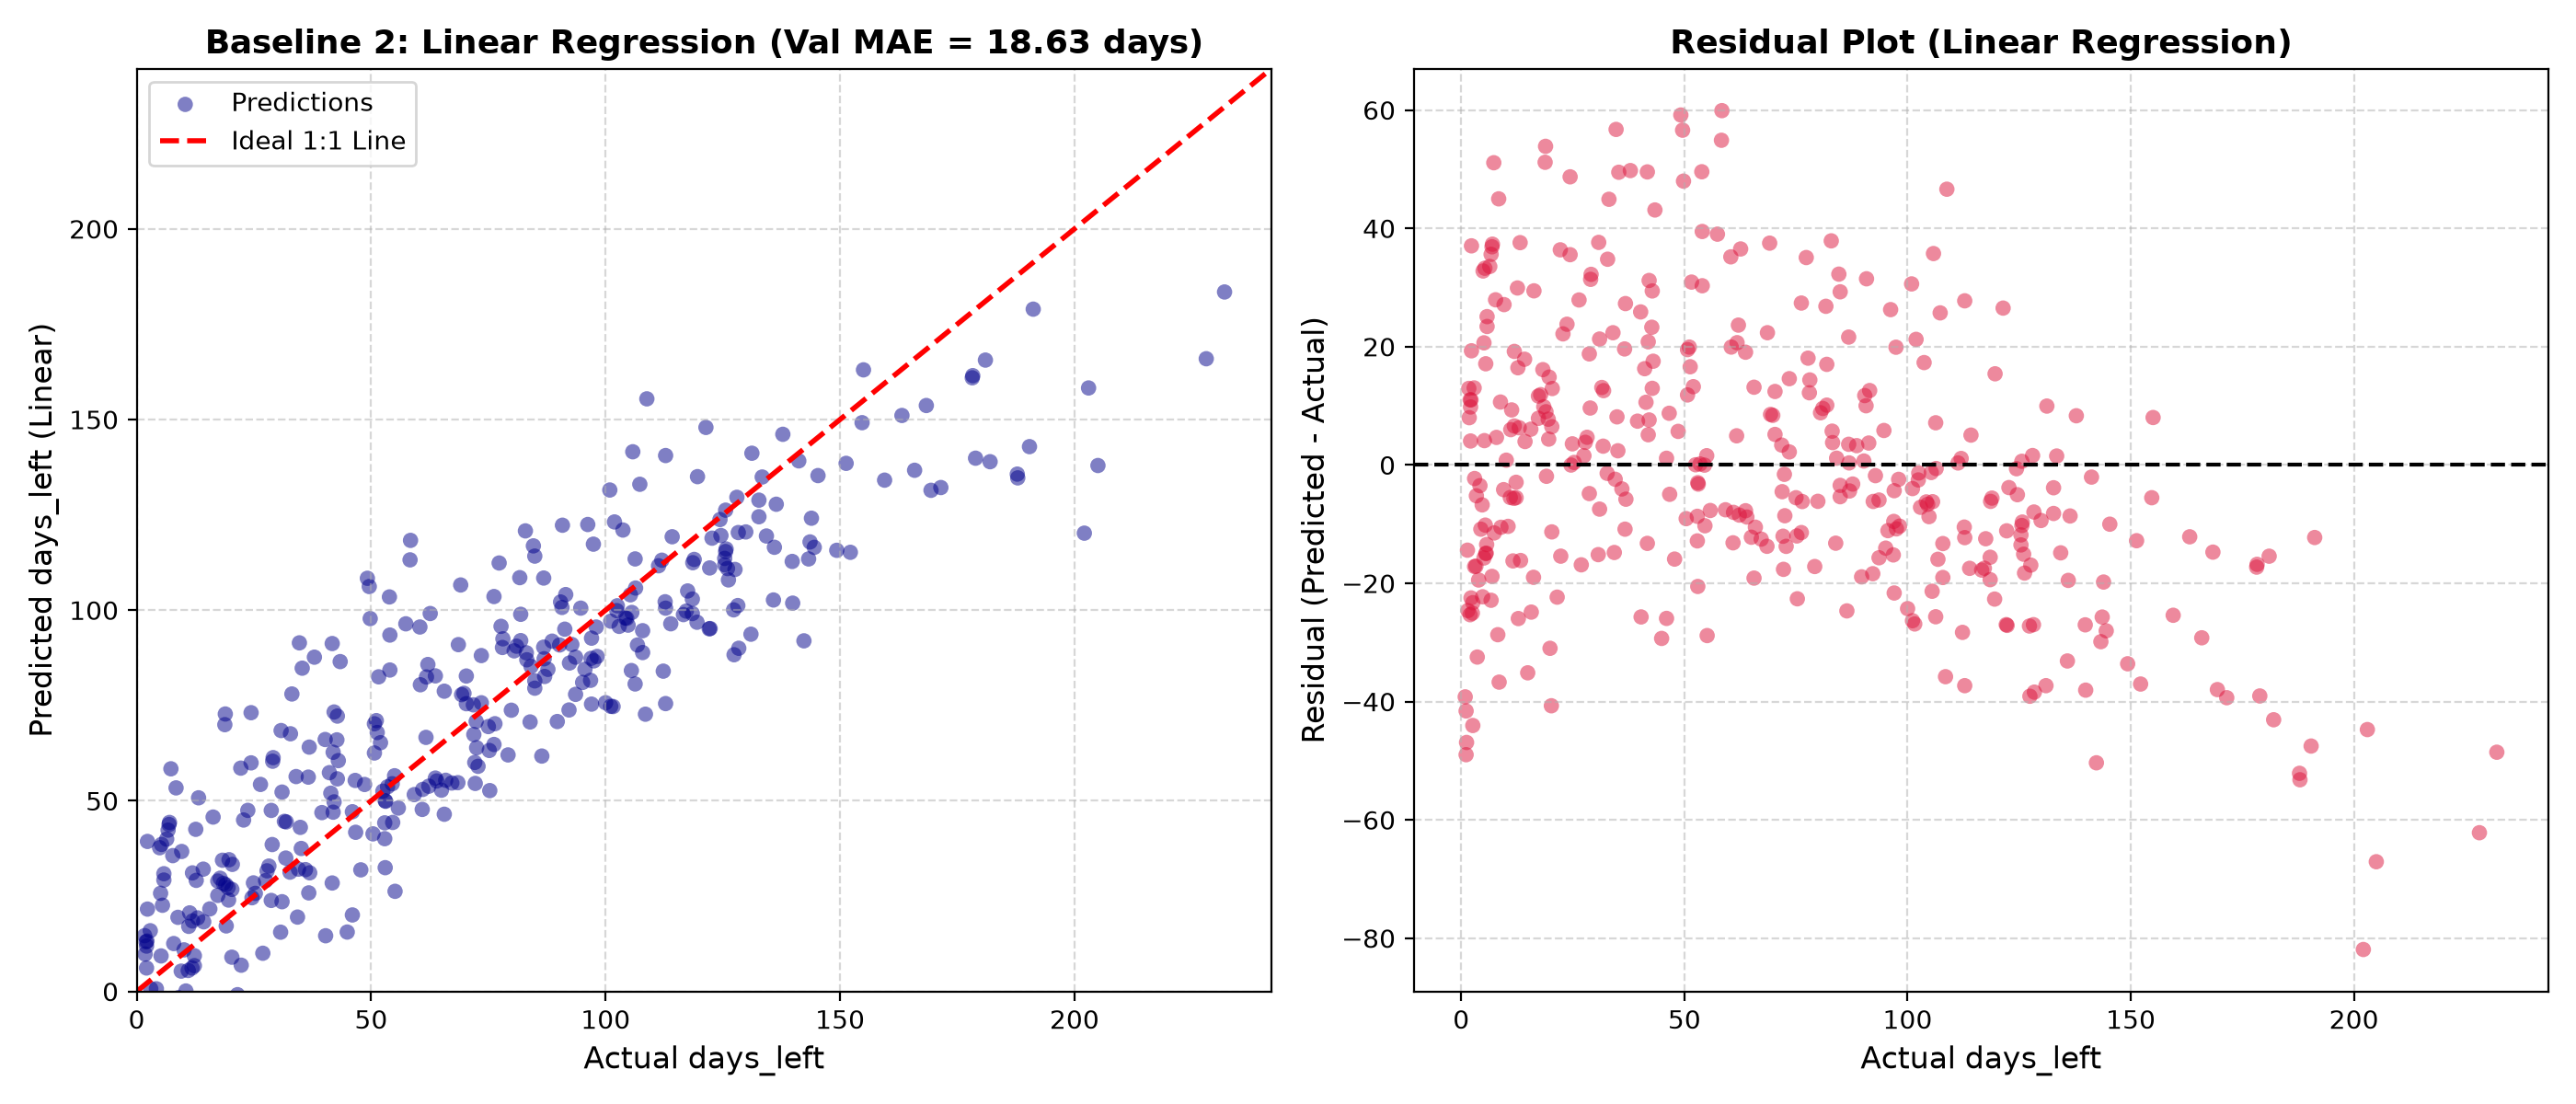 Baseline 2: Linear Regression (Val MAE = 18.63 days)
Predictions
Ideal 1:1 Line
Predicted days_left (Linear)
200
150
100
50
0
0 50 100 150 200
Actual days_left
Residual Plot (Linear Regression)
Residual (Predicted - Actual)
60
40
20
0
−20
−40
−60
−80
0 50 100 150 200
Actual days_left